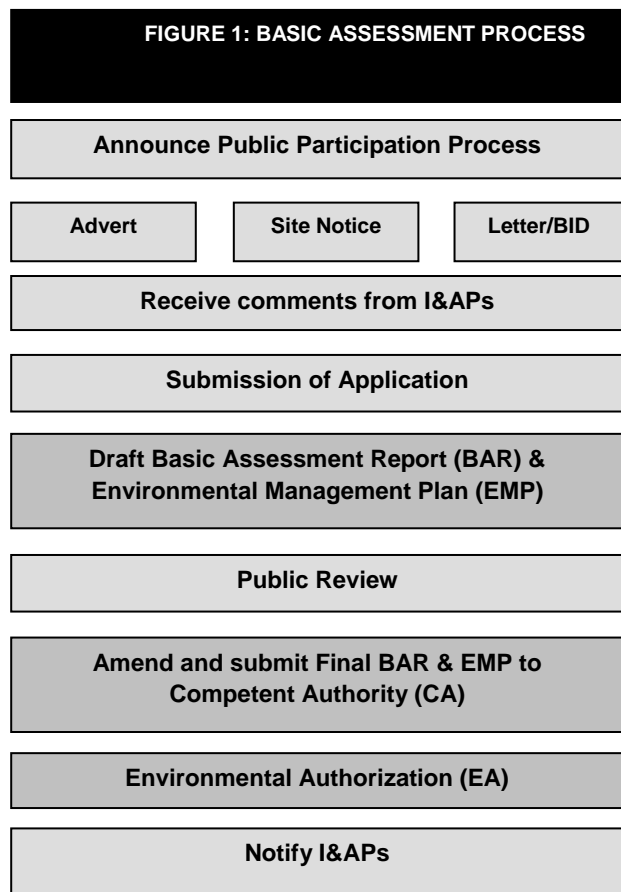 FIGURE 1: BASIC ASSESSMENT PROCESS
Announce Public Participation Process
Advert
Site Notice
Letter/BID
Receive comments from I&APs
Submission of Application
Draft Basic Assessment Report (BAR) &
Environmental Management Plan (EMP)
Public Review
Amend and submit Final BAR & EMP to
Competent Authority (CA)
Environmental Authorization (EA)
Notify I&APs